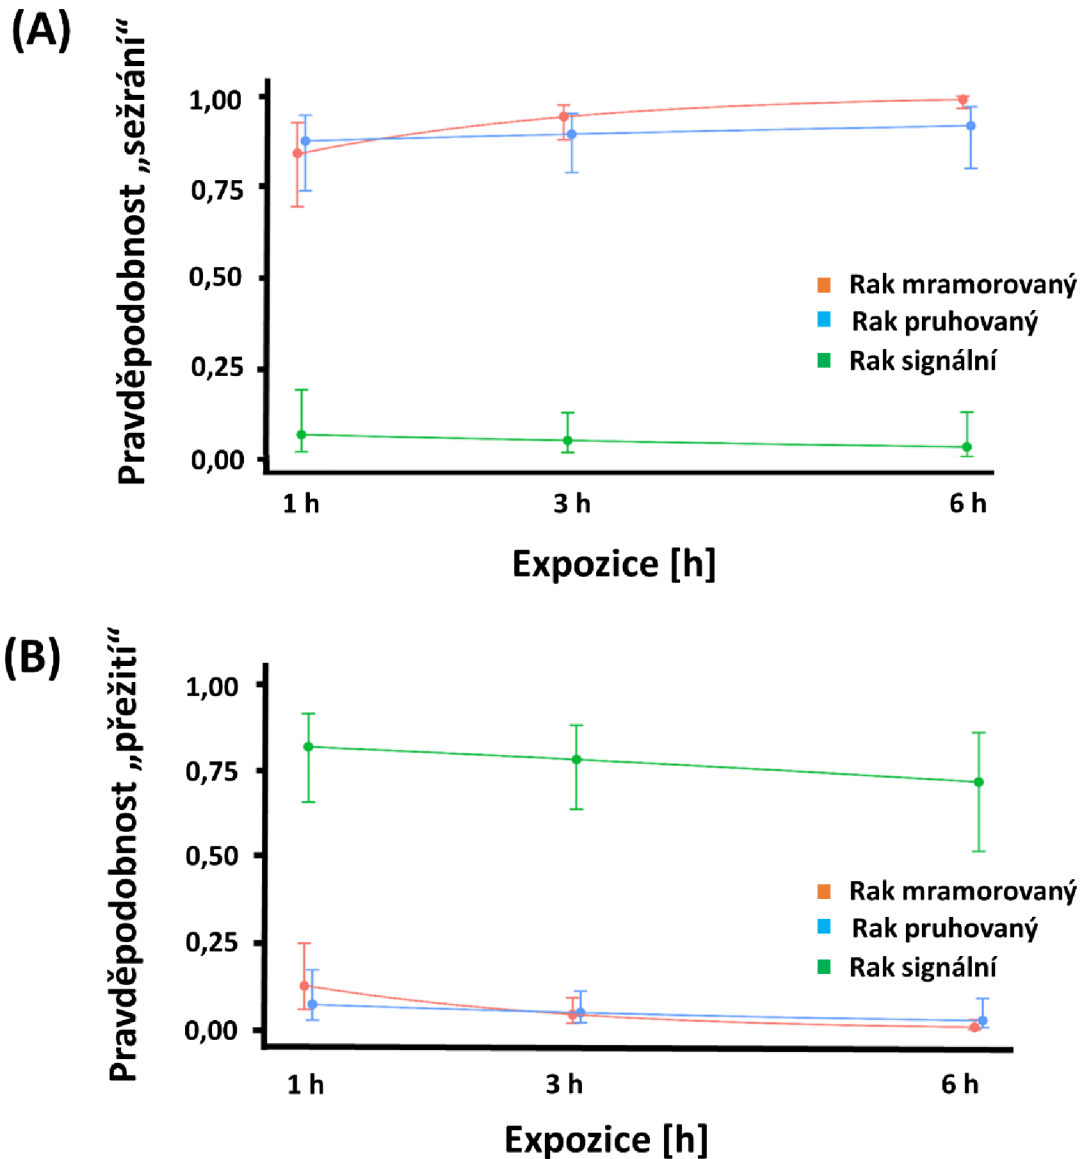 (A)
Pravděpodobnost „sežrání“
1,00
0,75
0,50
0,25
0,00
Rak mramorovaný
Rak pruhovaný
Rak signální
1 h
3 h
6 h
Expozice [h]
(B)
Pravděpodobnost „přežití“
1,00
0,75
0,50
0,25
0,00
Rak mramorovaný
Rak pruhovaný
Rak signální
1 h
3 h
6 h
Expozice [h]